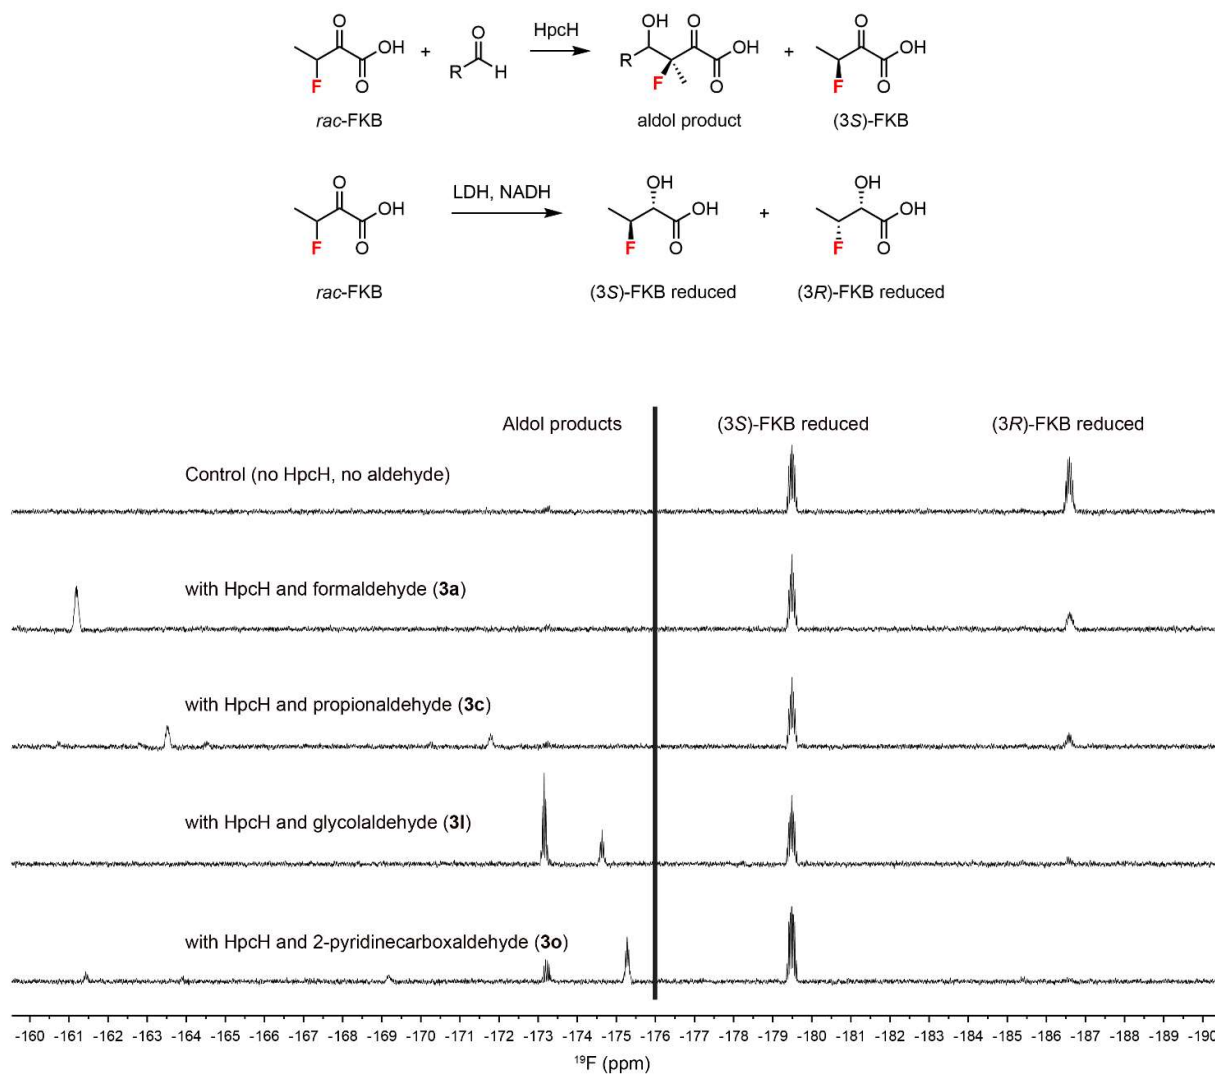 O OH O
O HpcH OH O
OH + OH + OH
R H R
F O F O F O
rac-FKB aldol product (3S)-FKB
O LDH, NADH OH OH
OH OH + OH
F O F O F O
rac-FKB (3S)-FKB reduced (3R)-FKB reduced
Aldol products (3S)-FKB reduced (3R)-FKB reduced
Control (no HpcH, no aldehyde)
with HpcH and formaldehyde (3a)
with HpcH and propionaldehyde (3c)
with HpcH and glycolaldehyde (3l)
with HpcH and 2-pyridinecarboxaldehyde (3o)
-160 -161 -162 -163 -164 -165 -166 -167 -168 -169 -170 -171 -172 -173 -174 -175 -176 -177 -178 -179 -180 -181 -182 -183 -184 -185 -186 -187 -188 -189 -190
¹⁹F (ppm)